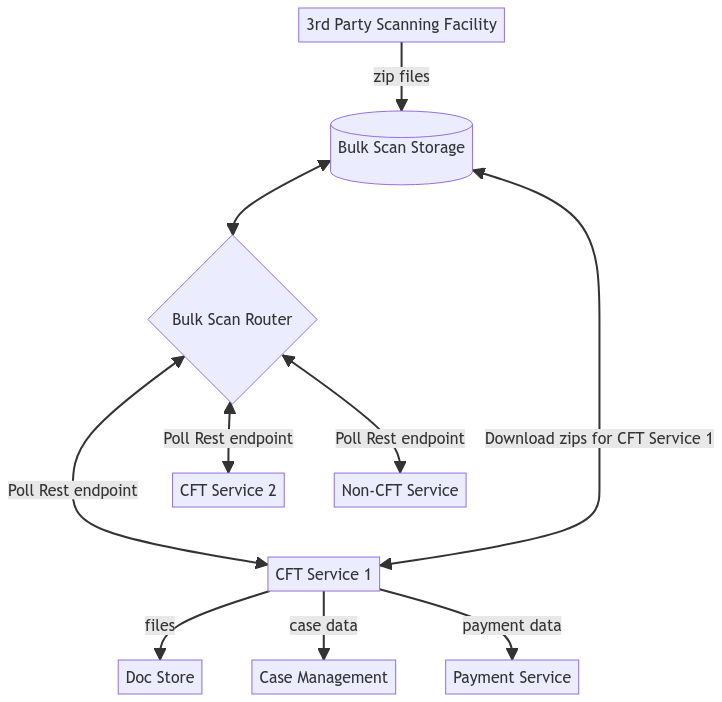 3rd Party Scanning Facility
zip files
Bulk Scan Storage
Bulk Scan Router
Poll Rest endpoint
Poll Rest endpoint
Download zips for CFT Service 1
Poll Rest endpoint
CFT Service 2
Non-CFT Service
CFT Service 1
files
case data
payment data
Doc Store
Case Management
Payment Service